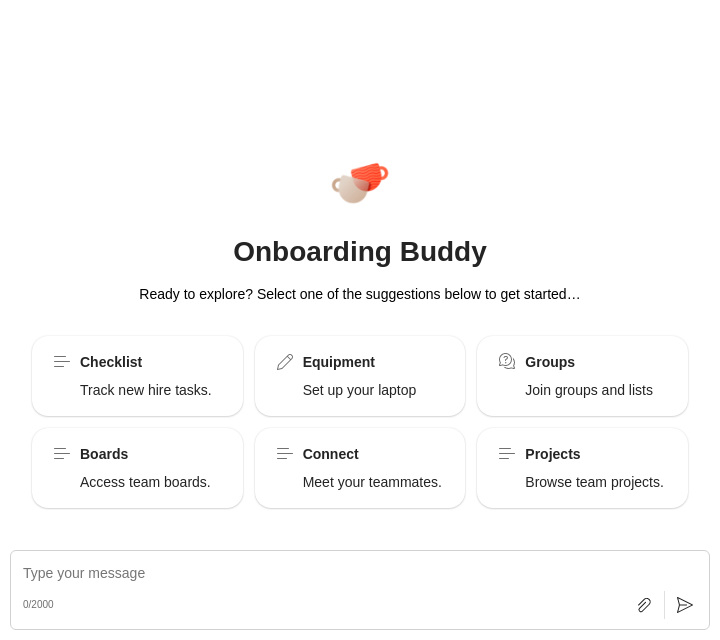 Onboarding Buddy
Ready to explore? Select one of the suggestions below to get started…
Checklist
Track new hire tasks.
Equipment
Set up your laptop
Groups
Join groups and lists
Boards
Access team boards.
Connect
Meet your teammates.
Projects
Browse team projects.
Type your message
0/2000